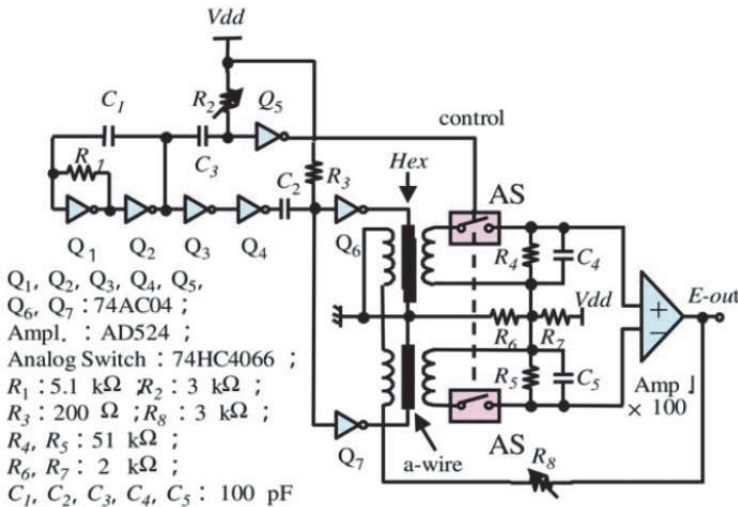 Vdd
C1
R2
Q5
control
R1
C3
C2
R3
Hex
AS
Q1
Q2
Q3
Q4
Q6
R4
C4
Vdd
E-out
Q1, Q2, Q3, Q4, Q5,
Q6, Q7 : 74AC04 ;
Ampl. : AD524 ;
Analog Switch : 74HC4066 ;
R1 : 5.1 kΩ R2 : 3 kΩ ;
R3 : 200 Ω ; R8 : 3 kΩ ;
R4, R5 : 51 kΩ ;
R6, R7 : 2 kΩ ;
C1, C2, C3, C4, C5 : 100 pF
R6
R7
+
−
R5
C5
Amp
× 100
Q7
a-wire
AS
R8